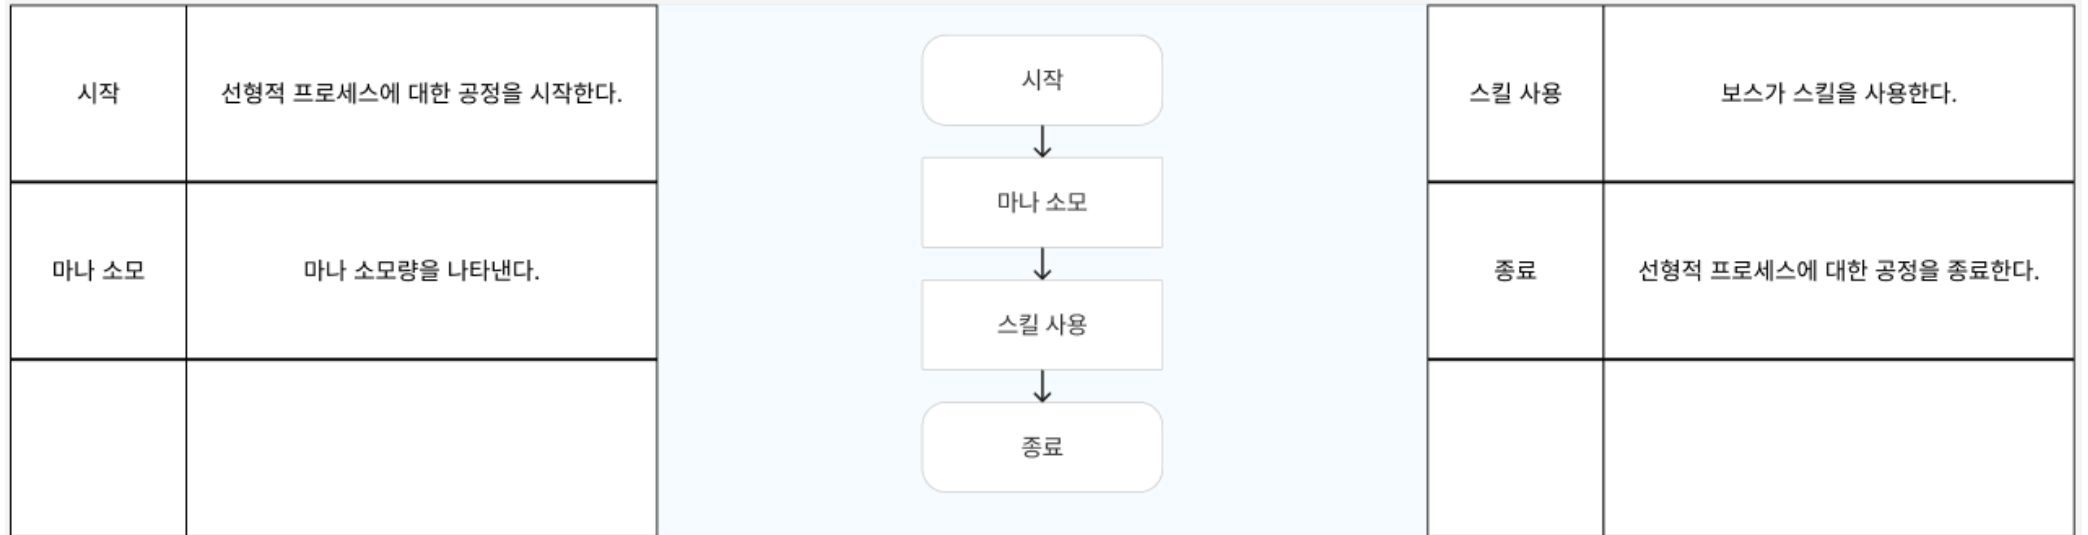 시작
선형적 프로세스에 대한 공정을 시작한다.
마나 소모
마나 소모량을 나타낸다.
시작
마나 소모
스킬 사용
종료
스킬 사용
보스가 스킬을 사용한다.
종료
선형적 프로세스에 대한 공정을 종료한다.